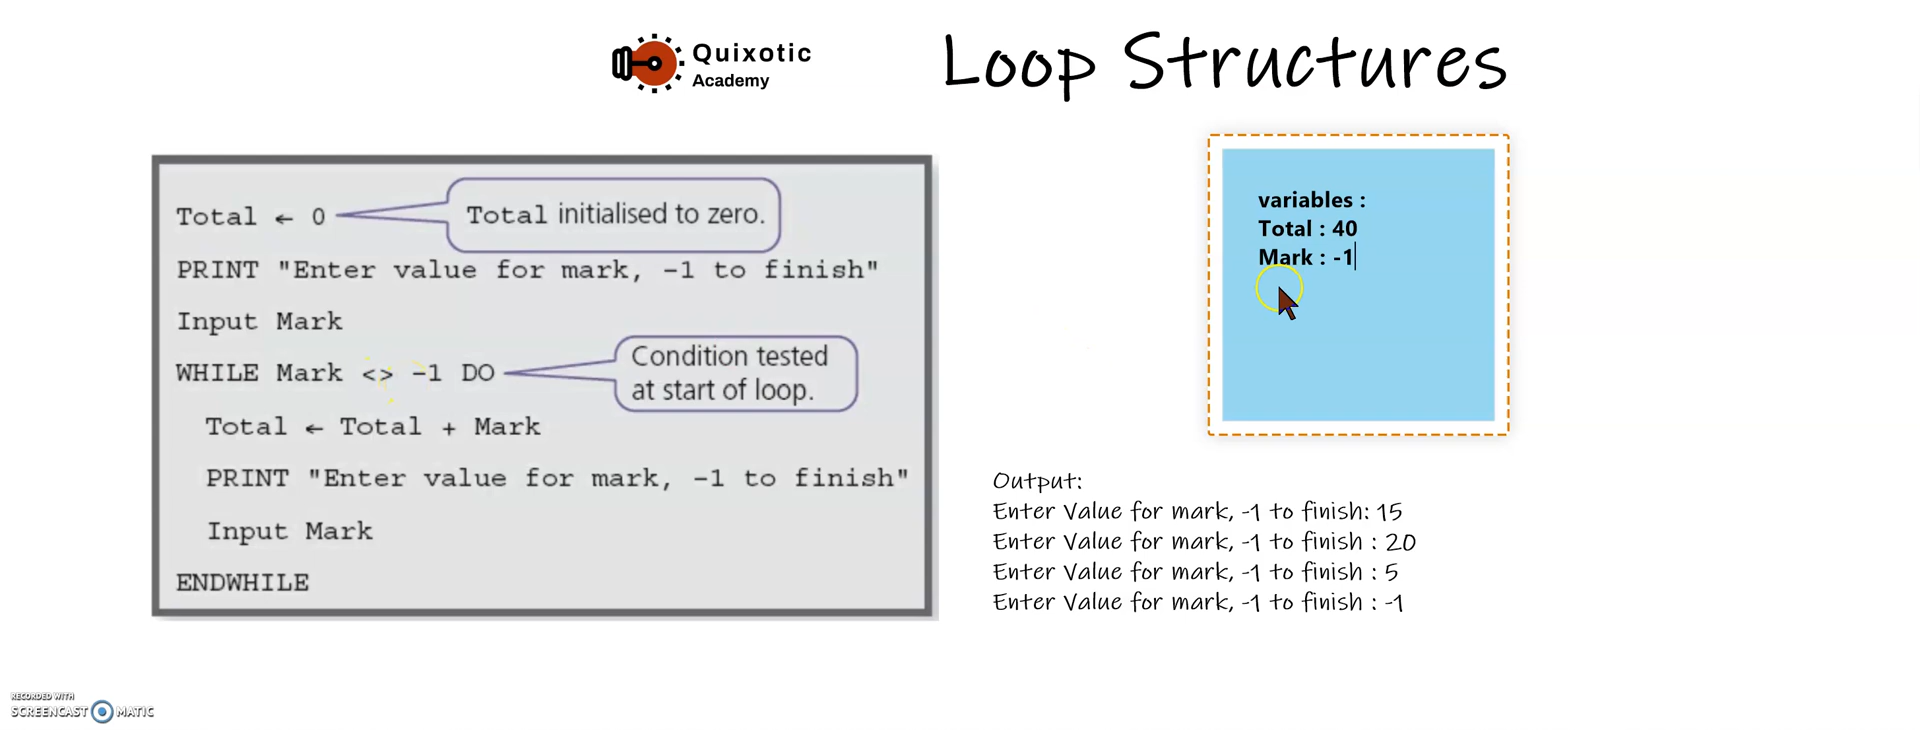 Quixotic
Academy
Loop Structures
Total ← 0
Total initialised to zero.
PRINT "Enter value for mark, -1 to finish"
Input Mark
WHILE Mark <> -1 DO
Condition tested
at start of loop.
Total ← Total + Mark
PRINT "Enter value for mark, -1 to finish"
Input Mark
ENDWHILE
variables :
Total : 40
Mark : -1
Output:
Enter Value for mark, -1 to finish: 15
Enter Value for mark, -1 to finish : 20
Enter Value for mark, -1 to finish : 5
Enter Value for mark, -1 to finish : -1
RECORDED WITH
SCREENCAST MATIC